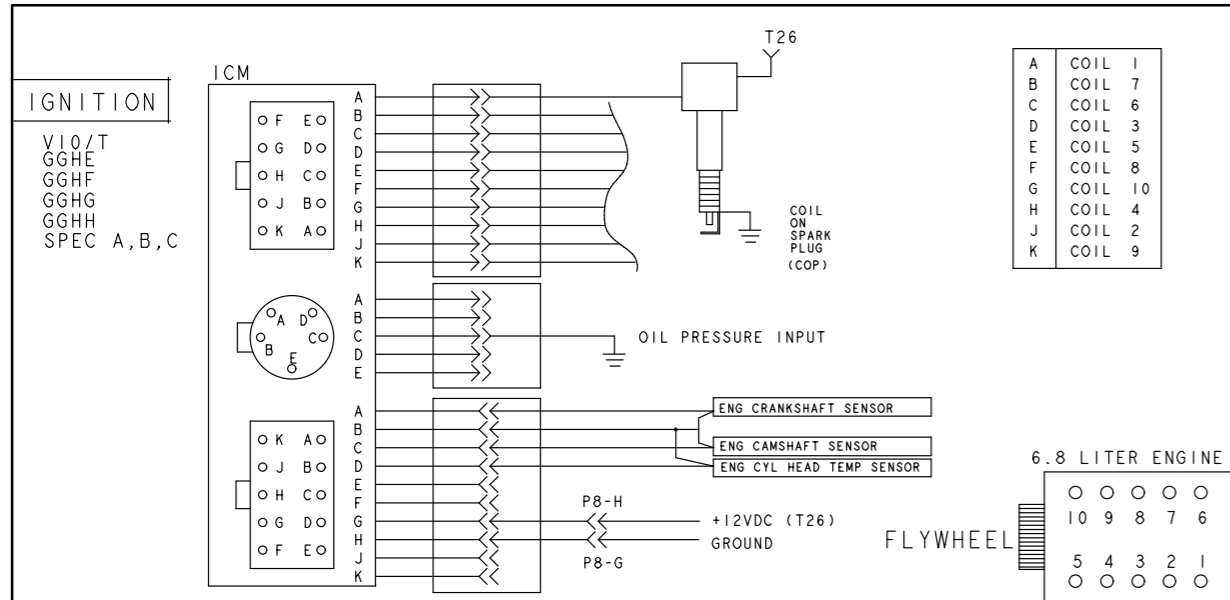 IGNITION
V10/T
GGHE
GGHF
GGHG
GGHH
SPEC A,B,C
ICM
F E
G D
H C
J B
K A
A
B
C
D
E
F
G
H
J
K
A D
B C
E
A
B
C
D
E
OIL PRESSURE INPUT
K A
J B
H C
G D
F E
A
B
C
D
E
F
G
H
J
K
ENG CRANKSHAFT SENSOR
ENG CAMSHAFT SENSOR
ENG CYL HEAD TEMP SENSOR
P8-H
+12VDC (T26)
GROUND
P8-G
T26
COIL
ON
SPARK
PLUG
(COP)
A COIL 1
B COIL 7
C COIL 6
D COIL 3
E COIL 5
F COIL 8
G COIL 10
H COIL 4
J COIL 2
K COIL 9
6.8 LITER ENGINE
FLYWHEEL
10 9 8 7 6
5 4 3 2 1